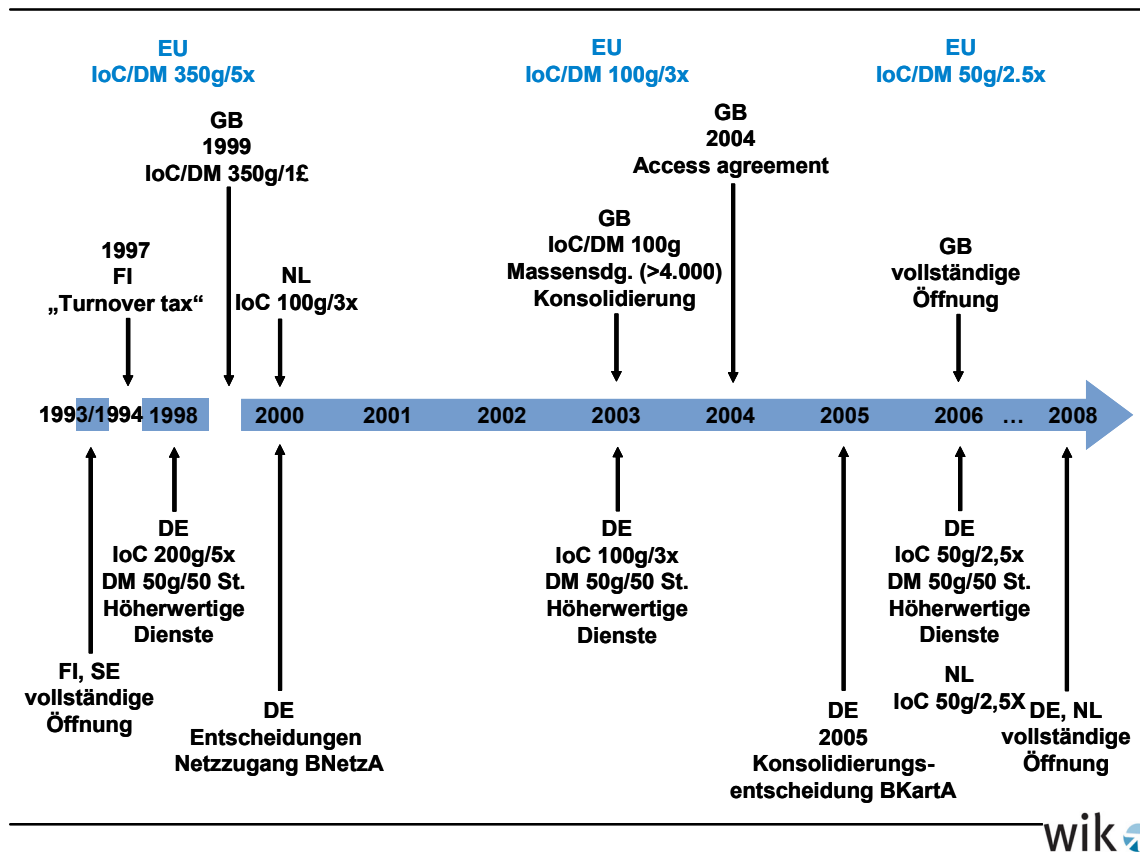 EU
IoC/DM 350g/5x
EU
IoC/DM 100g/3x
EU
IoC/DM 50g/2.5x
GB
1999
IoC/DM 350g/1£
GB
2004
Access agreement
1997
FI
„Turnover tax“
NL
IoC 100g/3x
GB
IoC/DM 100g
Massensdg. (>4.000)
Konsolidierung
GB
vollständige
Öffnung
1993/1994 1998 2000 2001 2002 2003 2004 2005 2006 ... 2008
DE
IoC 200g/5x
DM 50g/50 St.
Höherwertige
Dienste
DE
IoC 100g/3x
DM 50g/50 St.
Höherwertige
Dienste
DE
IoC 50g/2,5x
DM 50g/50 St.
Höherwertige
Dienste
FI, SE
vollständige
Öffnung
DE
Entscheidungen
Netzzugang BNetzA
DE
2005
Konsolidierungs-
entscheidung BKartA
NL
IoC 50g/2,5X
DE, NL
vollständige
Öffnung
wik